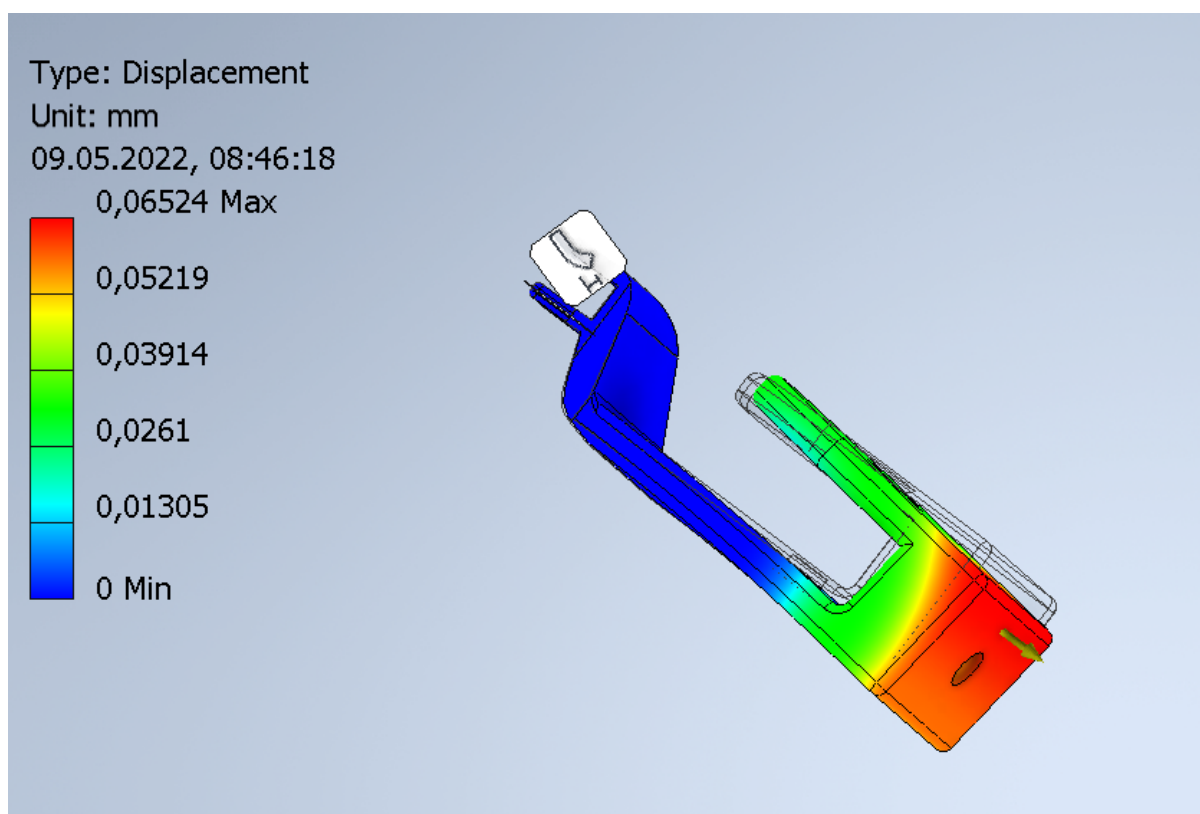 Type: Displacement
Unit: mm
09.05.2022, 08:46:18
0,06524 Max
0,05219
0,03914
0,0261
0,01305
0 Min